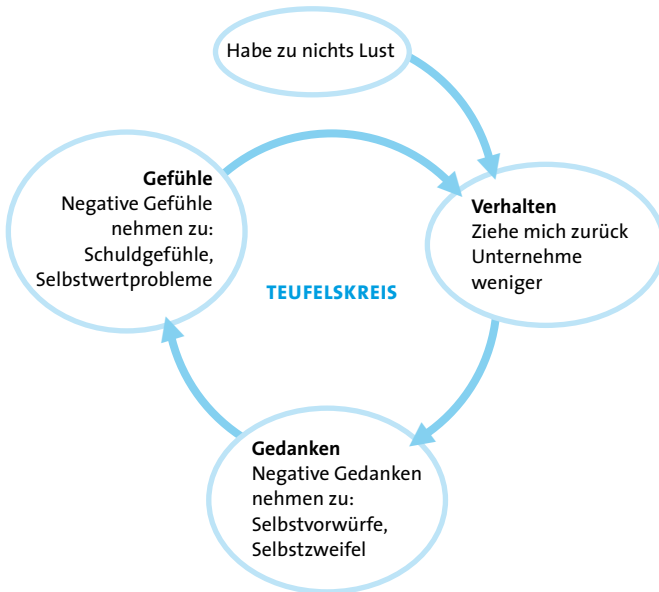 Habe zu nichts Lust
Gefühle
Negative Gefühle
nehmen zu:
Schuldgefühle,
Selbstwertprobleme
Verhalten
Ziehe mich zurück
Unternehme
weniger
TEUFELSKREIS
Gedanken
Negative Gedanken
nehmen zu:
Selbstvorwürfe,
Selbstzweifel